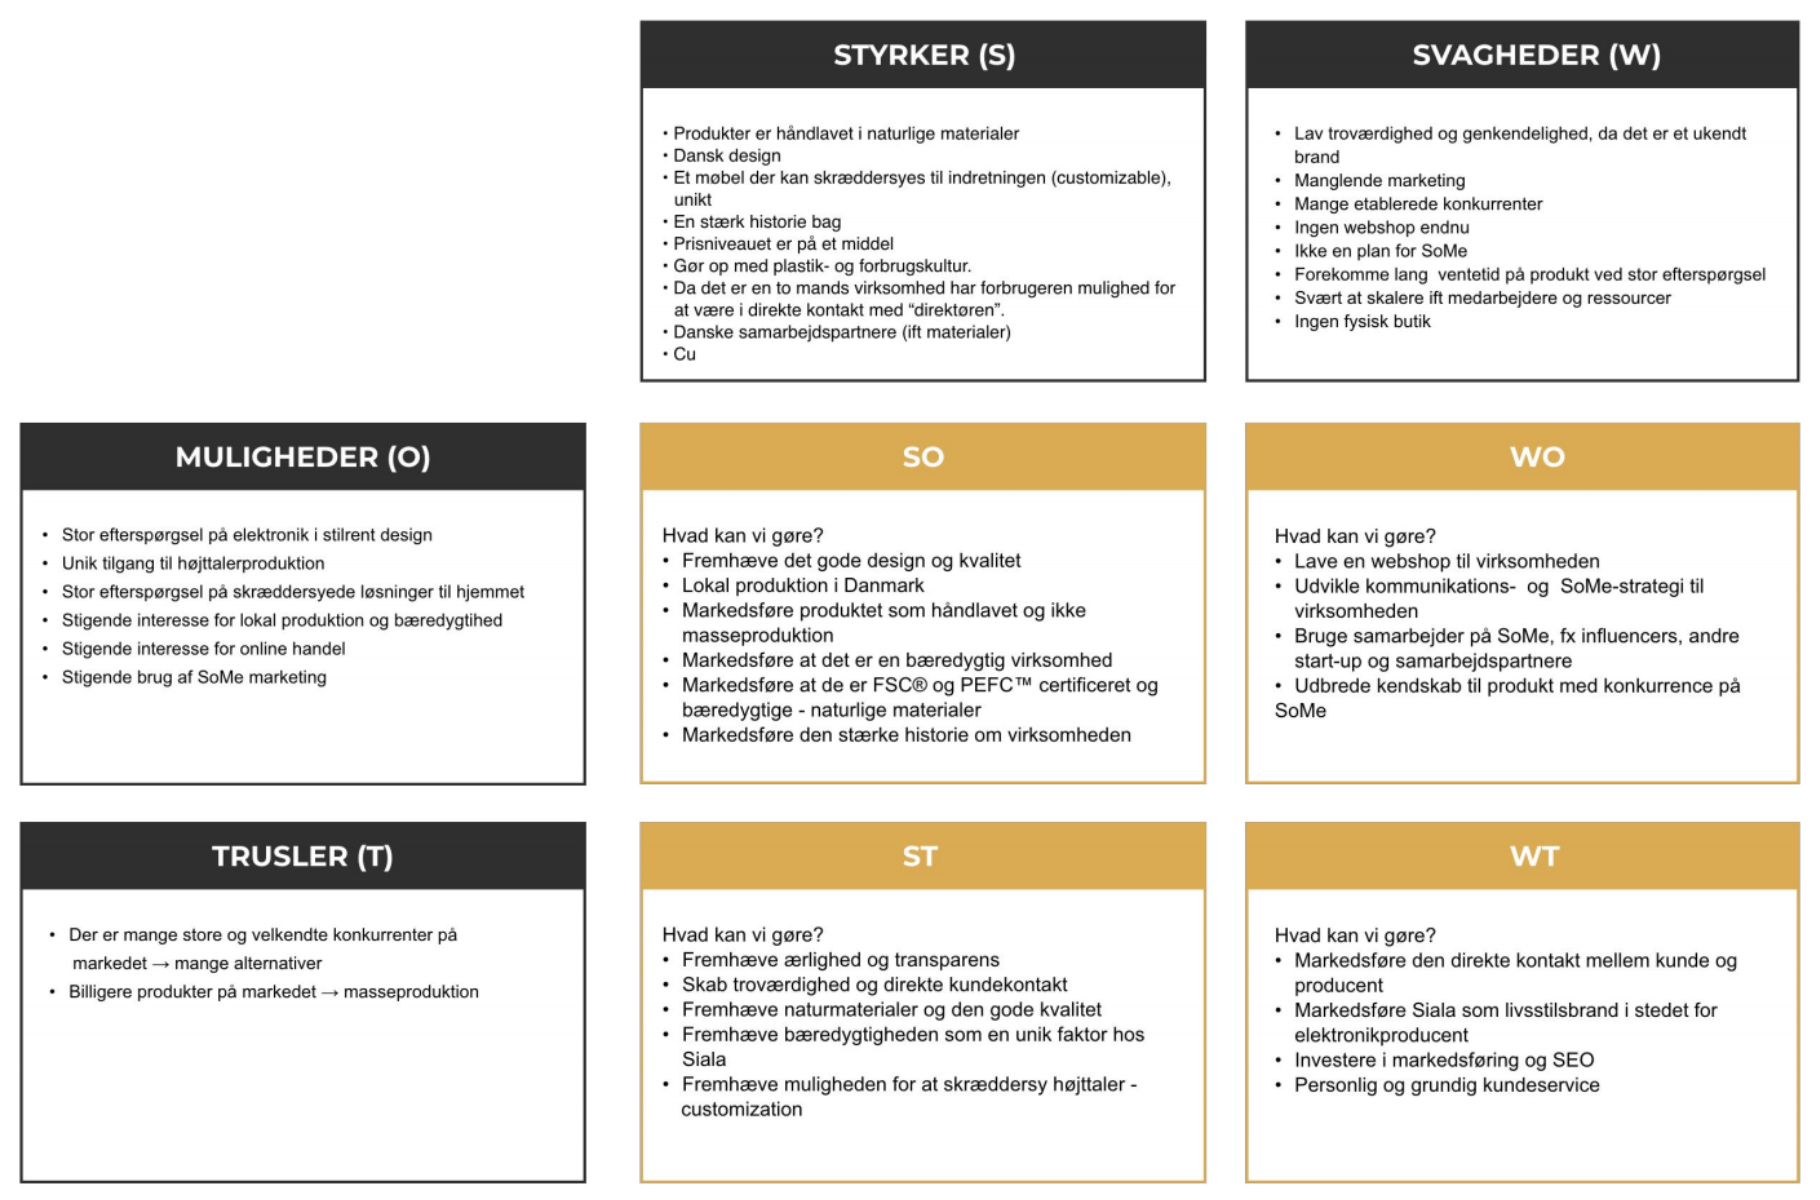 STYRKER (S)
• Produkter er håndlavet i naturlige materialer
• Dansk design
• Et møbel der kan skræddersyes til indretningen (customizable),
unikt
• En stærk historie bag
• Prisniveauet er på et middel
• Gør op med plastik- og forbrugskultur.
• Da det er en to mands virksomhed har forbrugeren mulighed for
at være i direkte kontakt med “direktøren”.
• Danske samarbejdspartnere (ift materialer)
• Cu
SVAGHEDER (W)
• Lav troværdighed og genkendelighed, da det er et ukendt
brand
• Manglende marketing
• Mange etablerede konkurrenter
• Ingen webshop endnu
• Ikke en plan for SoMe
• Forekomme lang ventetid på produkt ved stor efterspørgsel
• Svært at skalere ift medarbejdere og ressourcer
• Ingen fysisk butik
MULIGHEDER (O)
• Stor efterspørgsel på elektronik i stilrent design
• Unik tilgang til højttalerproduktion
• Stor efterspørgsel på skræddersyede løsninger til hjemmet
• Stigende interesse for lokal produktion og bæredygtihed
• Stigende interesse for online handel
• Stigende brug af SoMe marketing
SO
Hvad kan vi gøre?
• Fremhæve det gode design og kvalitet
• Lokal produktion i Danmark
• Markedsføre produktet som håndlavet og ikke
masseproduktion
• Markedsføre at det er en bæredygtig virksomhed
• Markedsføre at de er FSC® og PEFC™ certificeret og
bæredygtige - naturlige materialer
• Markedsføre den stærke historie om virksomheden
WO
Hvad kan vi gøre?
• Lave en webshop til virksomheden
• Udvikle kommunikations- og SoMe-strategi til
virksomheden
• Bruge samarbejder på SoMe, fx influencers, andre
start-up og samarbejdspartnere
• Udbrede kendskab til produkt med konkurrence på
SoMe
TRUSLER (T)
• Der er mange store og velkendte konkurrenter på
markedet → mange alternativer
• Billigere produkter på markedet → masseproduktion
ST
Hvad kan vi gøre?
• Fremhæve ærlighed og transparens
• Skab troværdighed og direkte kundekontakt
• Fremhæve naturmaterialer og den gode kvalitet
• Fremhæve bæredygtigheden som en unik faktor hos
Siala
• Fremhæve muligheden for at skræddersy højttaler -
customization
WT
Hvad kan vi gøre?
• Markedsføre den direkte kontakt mellem kunde og
producent
• Markedsføre Siala som livsstilsbrand i stedet for
elektronikproducent
• Investere i markedsføring og SEO
• Personlig og grundig kundeservice